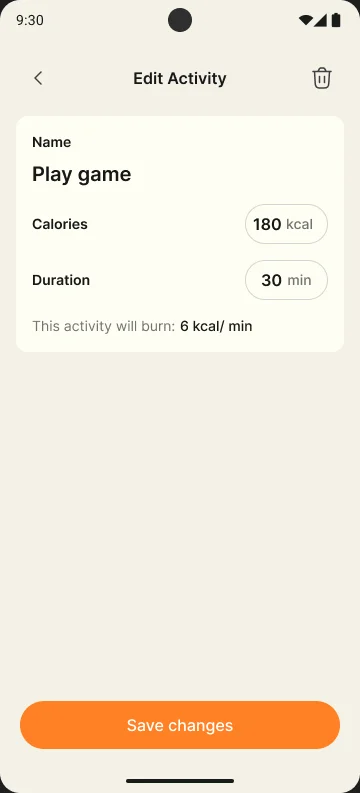 9:30
Edit Activity
Name
Play game
Calories 180 kcal
Duration 30 min
This activity will burn: 6 kcal/ min
Save changes